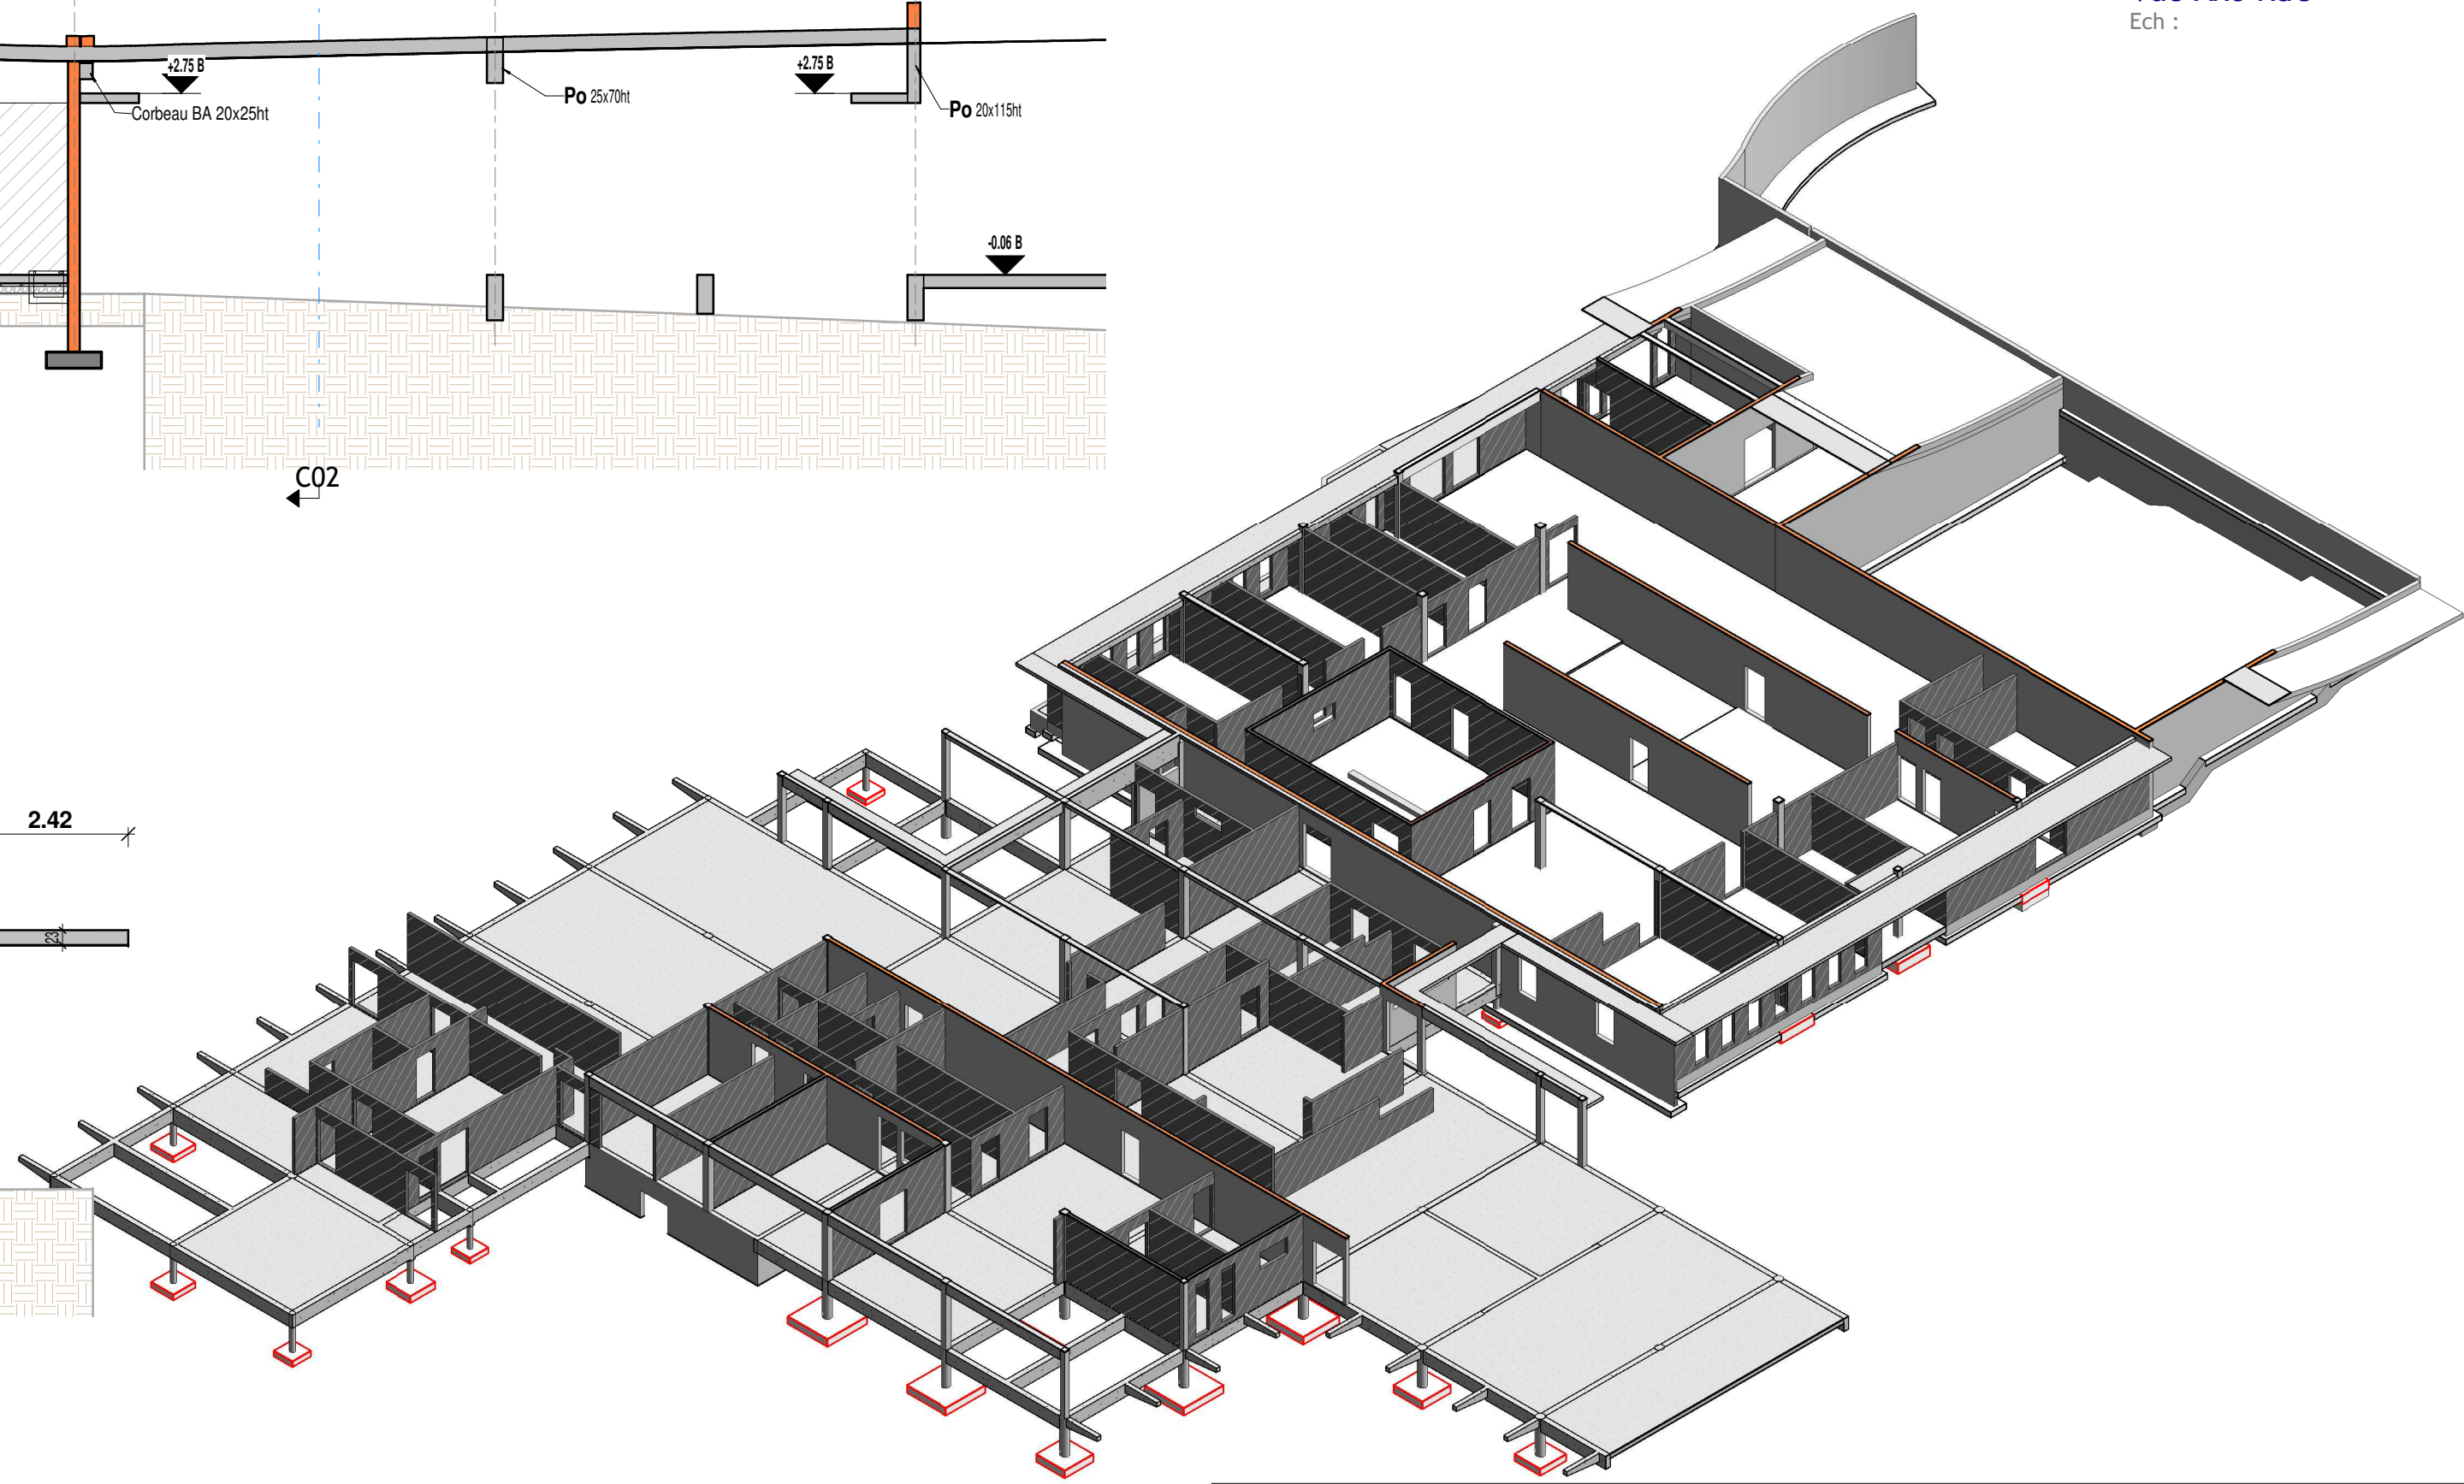 Ech :
+2.75 B
Corbeau BA 20x25ht
Po 25x70ht
+2.75 B
Po 20x115ht
-0.06 B
C02
2.42
23